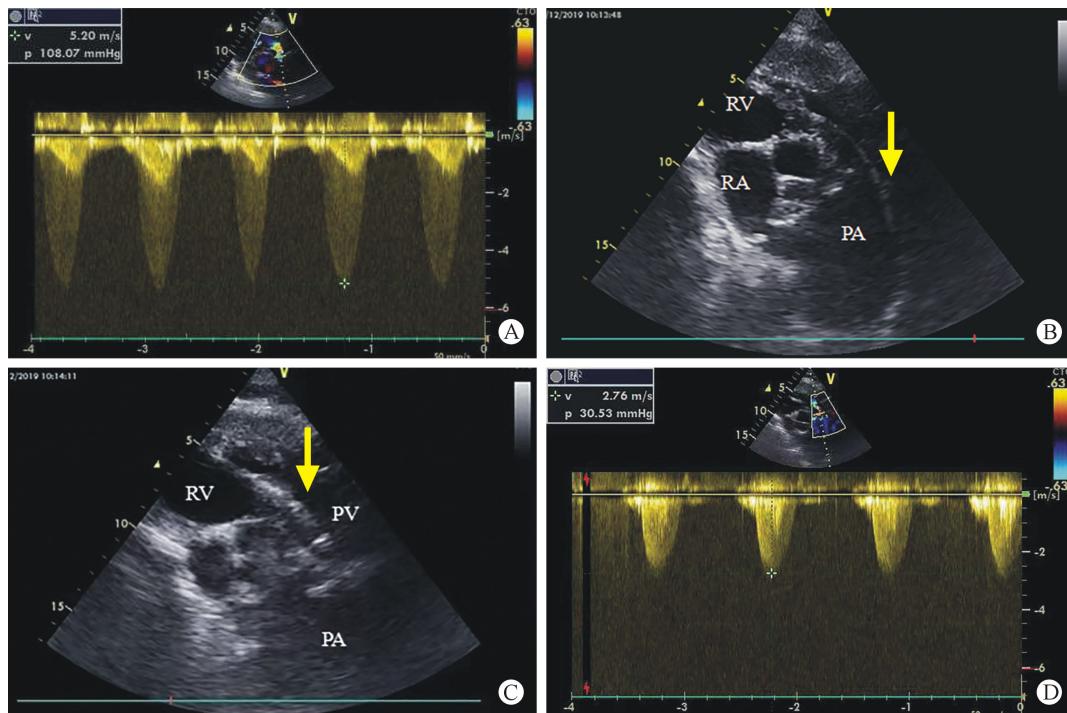 V
CTO
.63
v 5.20 m/s
p 108.07 mmHg
5
10
15
-.63
[m/s]
-2
-4
-6
-4 -3 -2 -1 0
50 mm/s
A
/12/2019 10:13:48
V
5
RV
10
RA
PA
15
B
2/2019 10:14:11
V
5
RV
PV
10
15
PA
C
V
CTO
.63
v 2.76 m/s
p 30.53 mmHg
5
10
15
-.63
[m/s]
-2
-4
-6
-4 -3 -2 -1 0
D